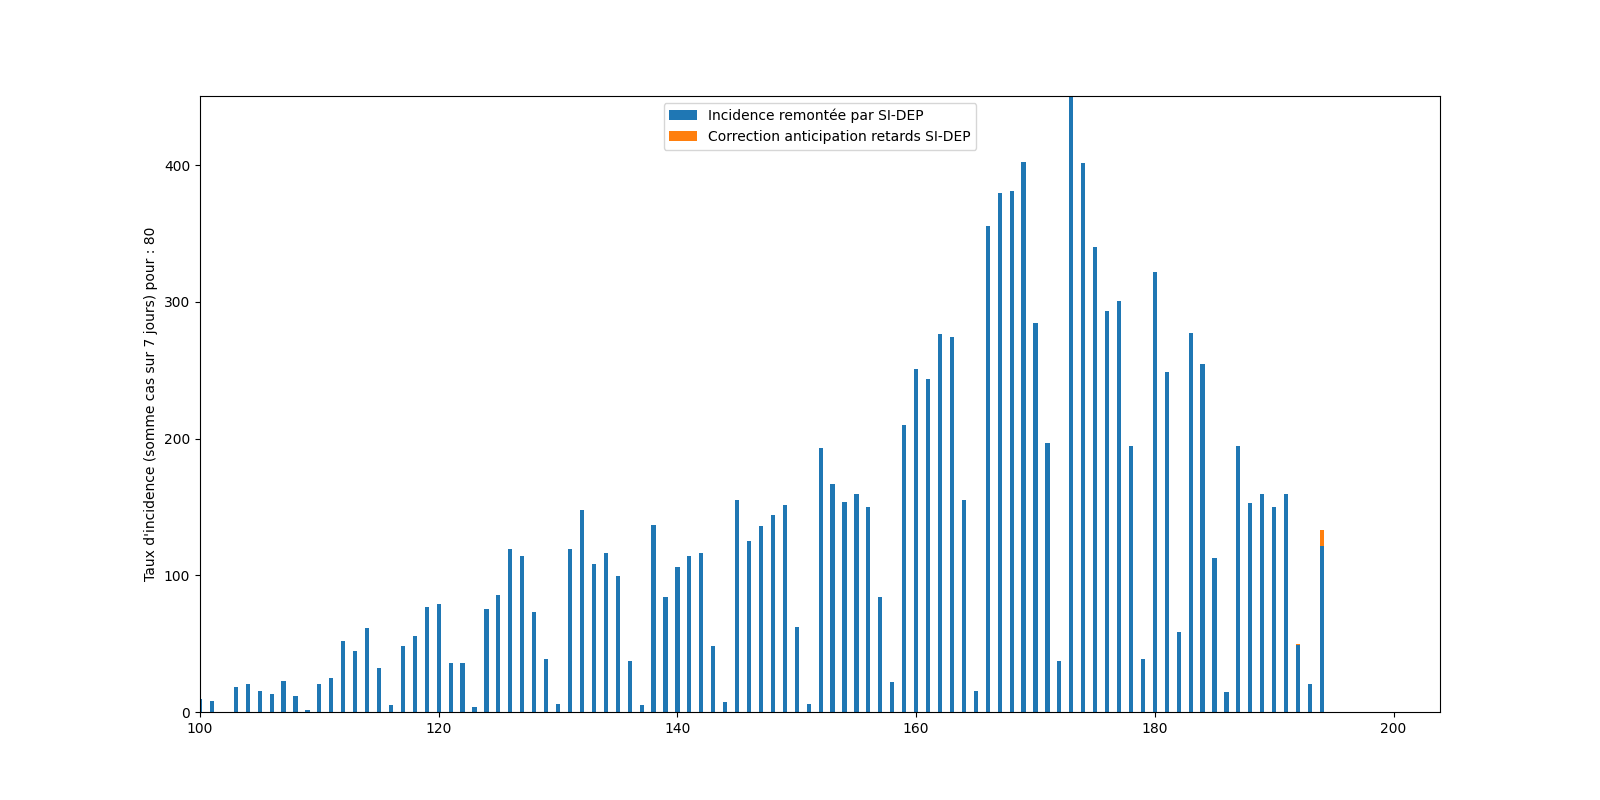 Incidence remontée par SI-DEP
Correction anticipation retards SI-DEP
Taux d'incidence (somme cas sur 7 jours) pour : 80
400
300
200
100
0
100 120 140 160 180 200